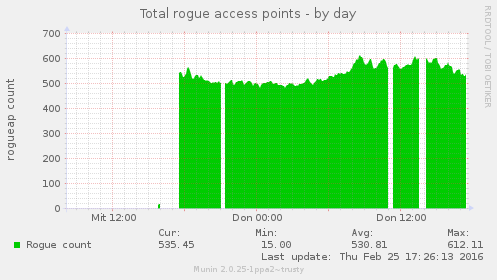 Total rogue access points - by day
RRDTOOL / TOBI OETIKER
rogueap count
700
600
500
400
300
200
100
0
Mit 12:00 Don 00:00 Don 12:00
Cur: Min: Avg: Max:
Rogue count 535.45 15.00 530.81 612.11
Last update: Thu Feb 25 17:26:13 2016
Munin 2.0.25-1ppa2~trusty